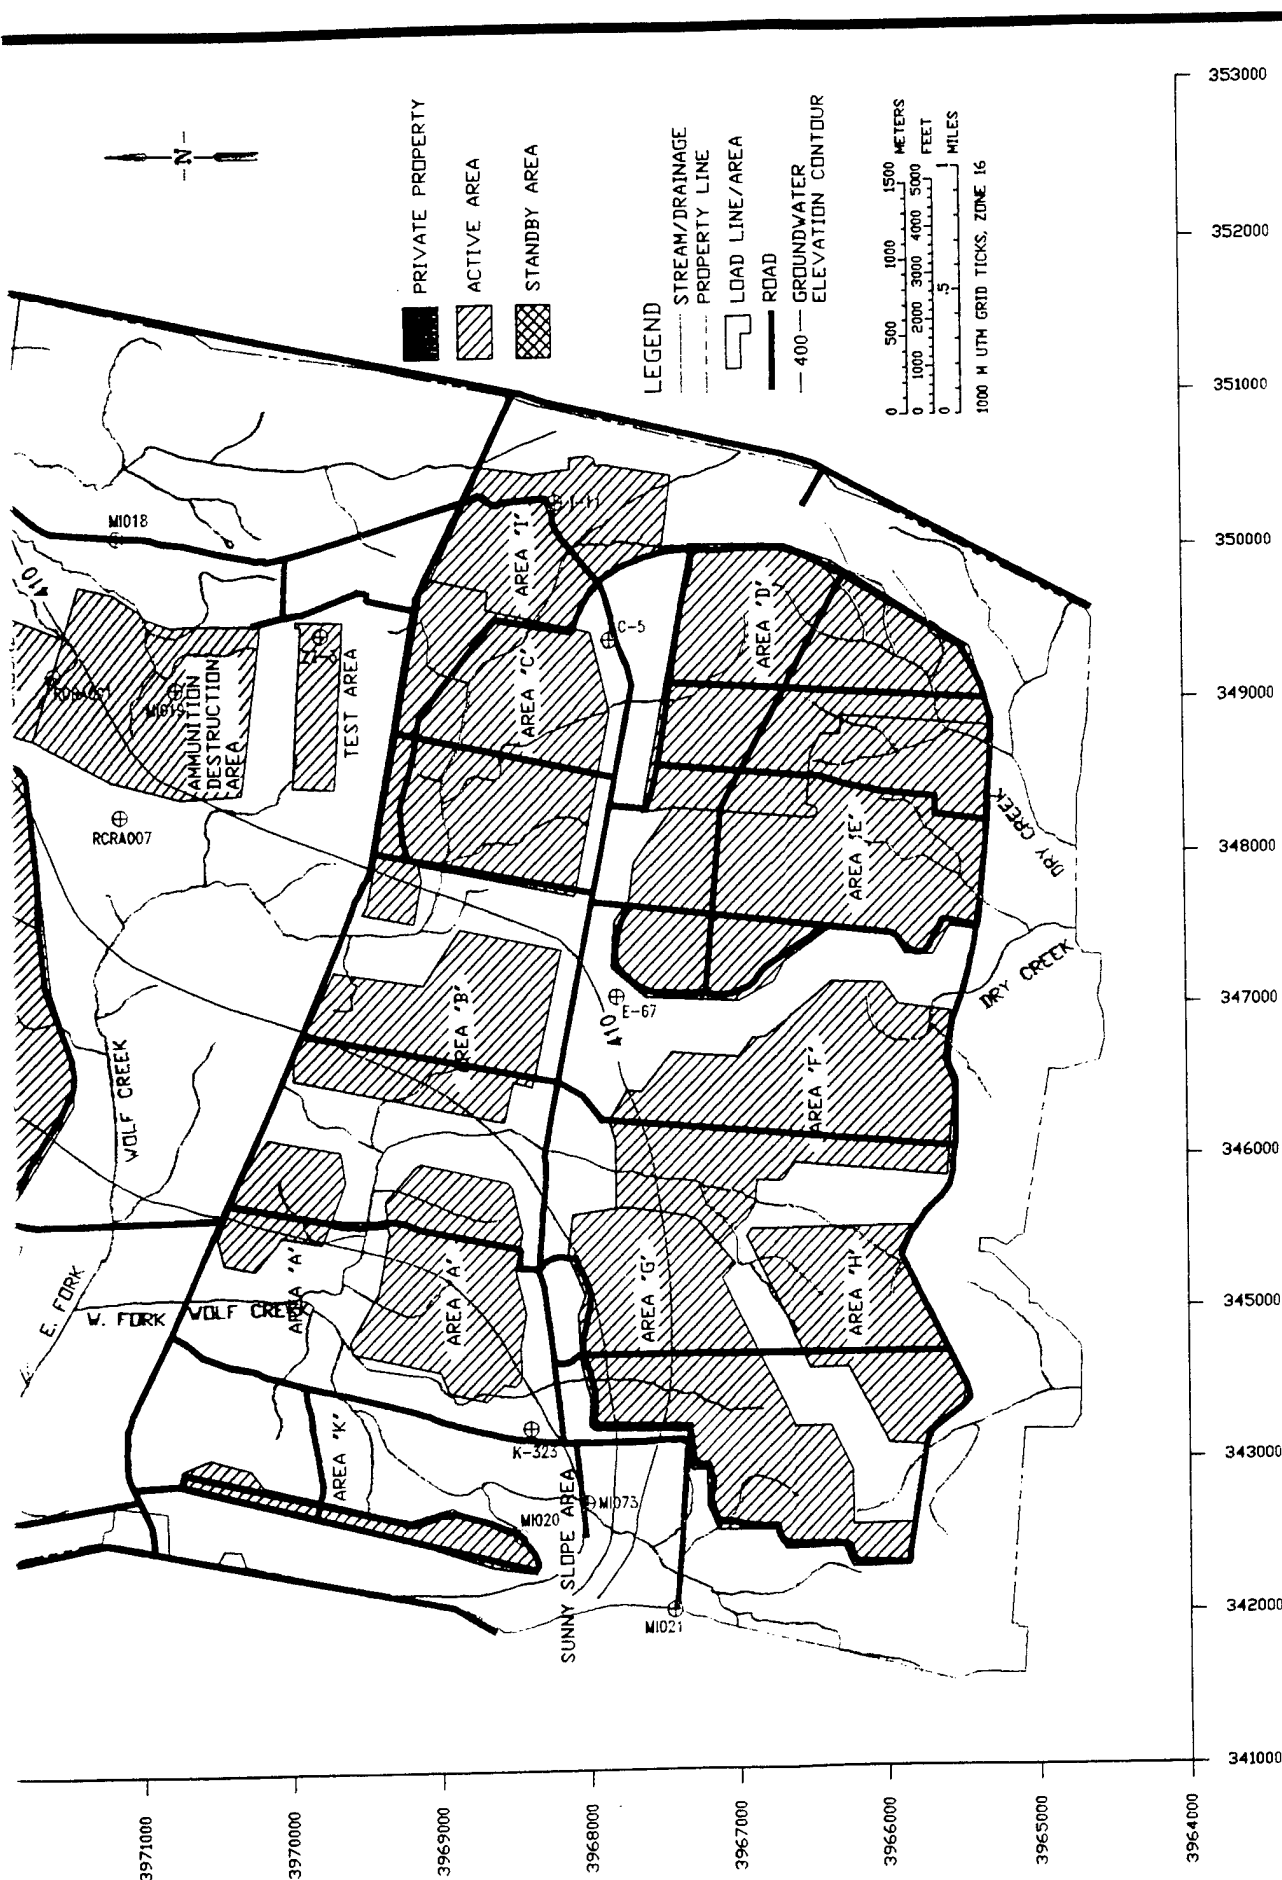 -N-
PRIVATE PROPERTY
ACTIVE AREA
STANDBY AREA
LEGEND
STREAM/DRAINAGE
PROPERTY LINE
LOAD LINE/AREA
ROAD
400 GROUNDWATER
ELEVATION CONTOUR
0 500 1000 1500 METERS
0 1000 2000 3000 4000 5000 FEET
0 .5 1 MILES
1000 M UTM GRID TICKS, ZONE 16
353000
352000
351000
350000
349000
348000
347000
346000
345000
343000
342000
341000
3971000
3970000
3969000
3968000
3967000
3966000
3965000
3964000
MI018
410
MI019
AMMUNITION
DESTRUCTION
AREA
TEST AREA
RCRA007
AREA "I"
I-11
AREA "C"
C-5
AREA "D"
AREA "E"
DRY CREEK
DRY CREEK
E-67
410
AREA "B"
AREA "F"
WOLF CREEK
E. FORK
W. FORK WOLF CREEK
AREA "A"
AREA "A"
AREA "G"
AREA "H"
AREA "K"
K-323
MI020
MI073
SUNNY SLOPE AREA
MI021